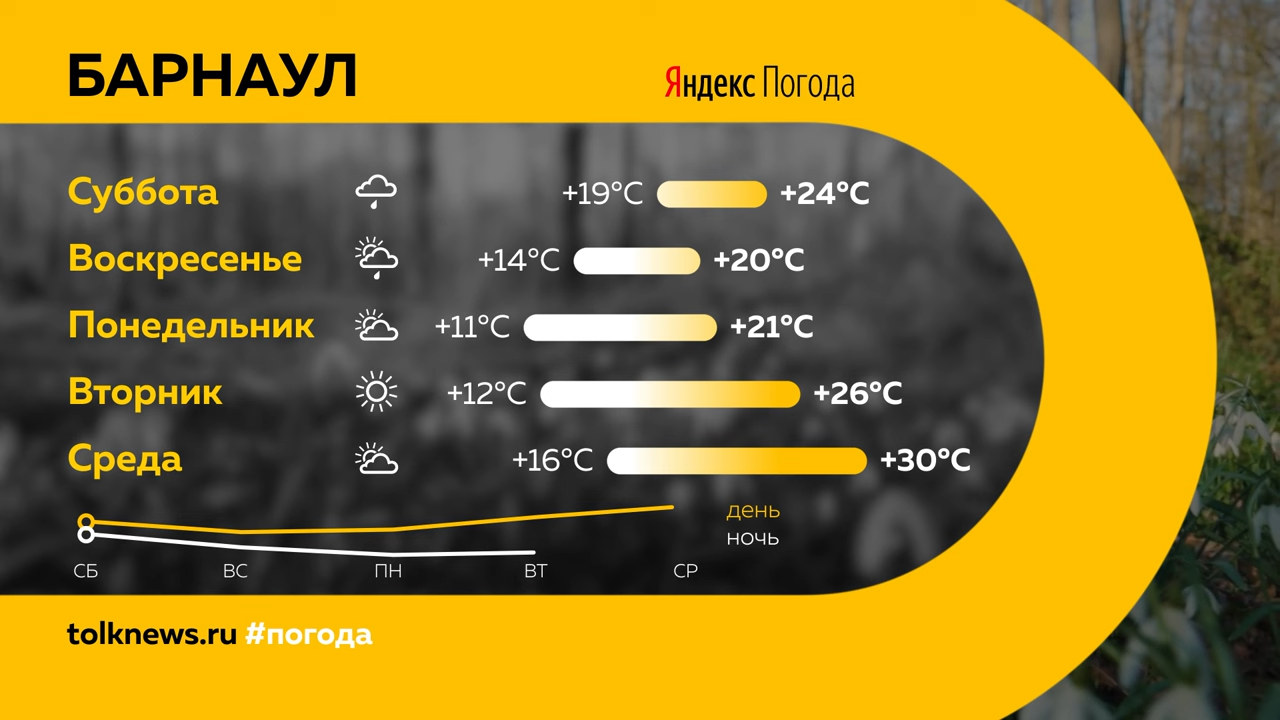 БАРНАУЛ
Яндекс Погода
Суббота +19°C +24°C
Воскресенье +14°C +20°C
Понедельник +11°C +21°C
Вторник +12°C +26°C
Среда +16°C +30°C
день
ночь
СБ ВС ПН ВТ СР
tolknews.ru #погода